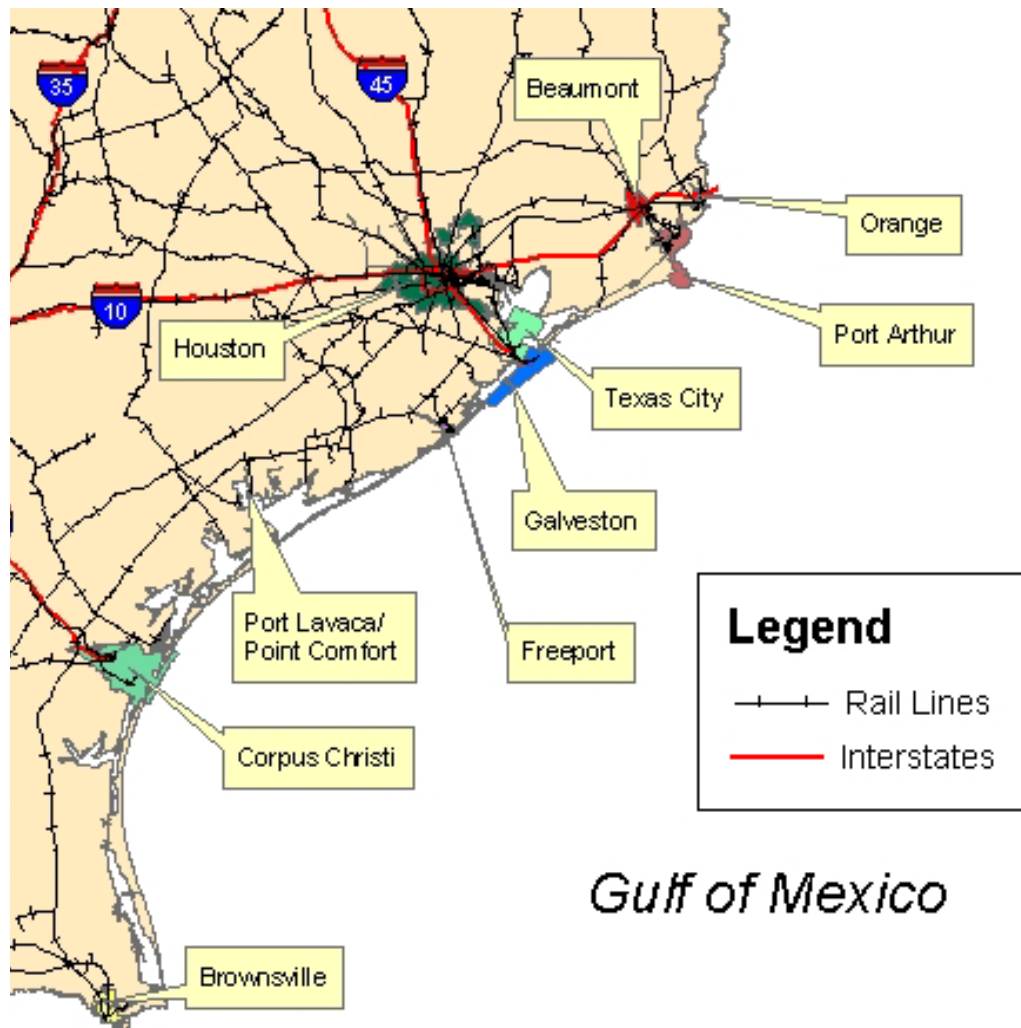 35
45
Beaumont
Orange
10
Houston
Port Arthur
Texas City
Galveston
Port Lavaca/
Point Comfort
Freeport
Legend
Rail Lines
Interstates
Corpus Christi
Gulf of Mexico
Brownsville